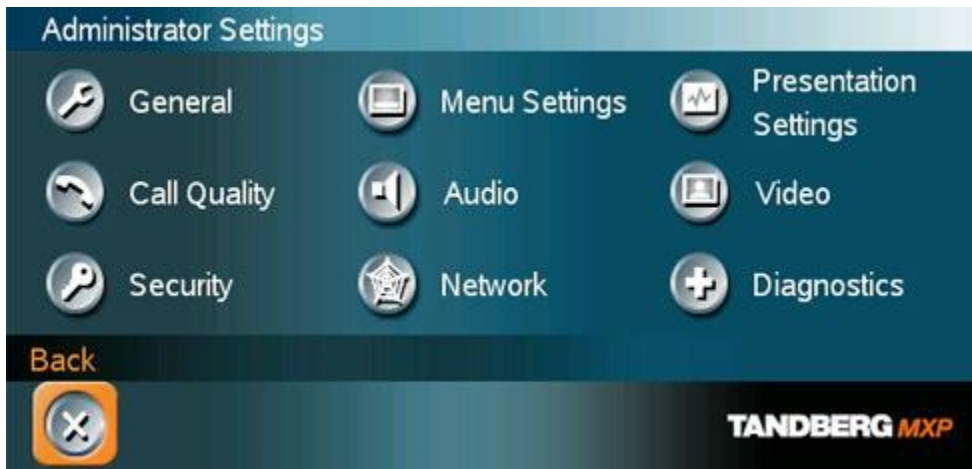 Administrator Settings
General
Menu Settings
Presentation
Settings
Call Quality
Audio
Video
Security
Network
Diagnostics
Back
TANDBERG MXP